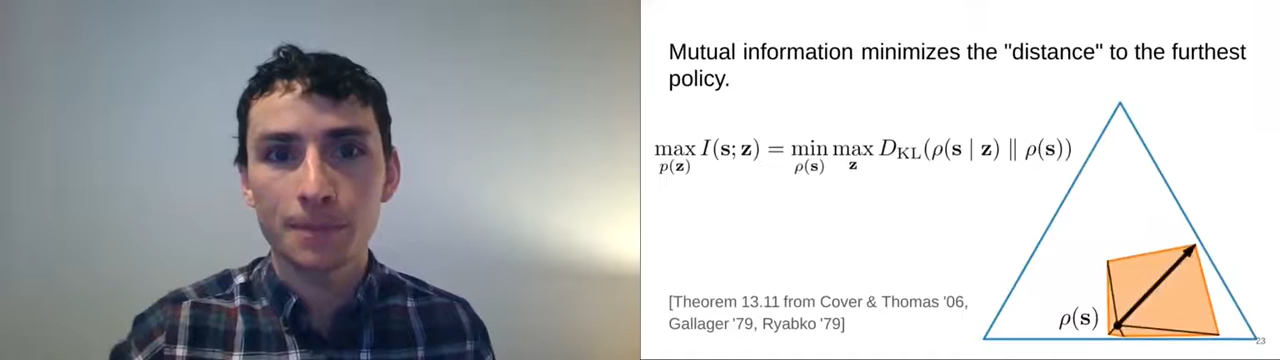 Mutual information minimizes the "distance" to the furthest
policy.
max I(s; z) = min max D_KL(ρ(s | z) ∥ ρ(s))
p(z) ρ(s) z
ρ(s)
[Theorem 13.11 from Cover & Thomas '06,
Gallager '79, Ryabko '79]
23